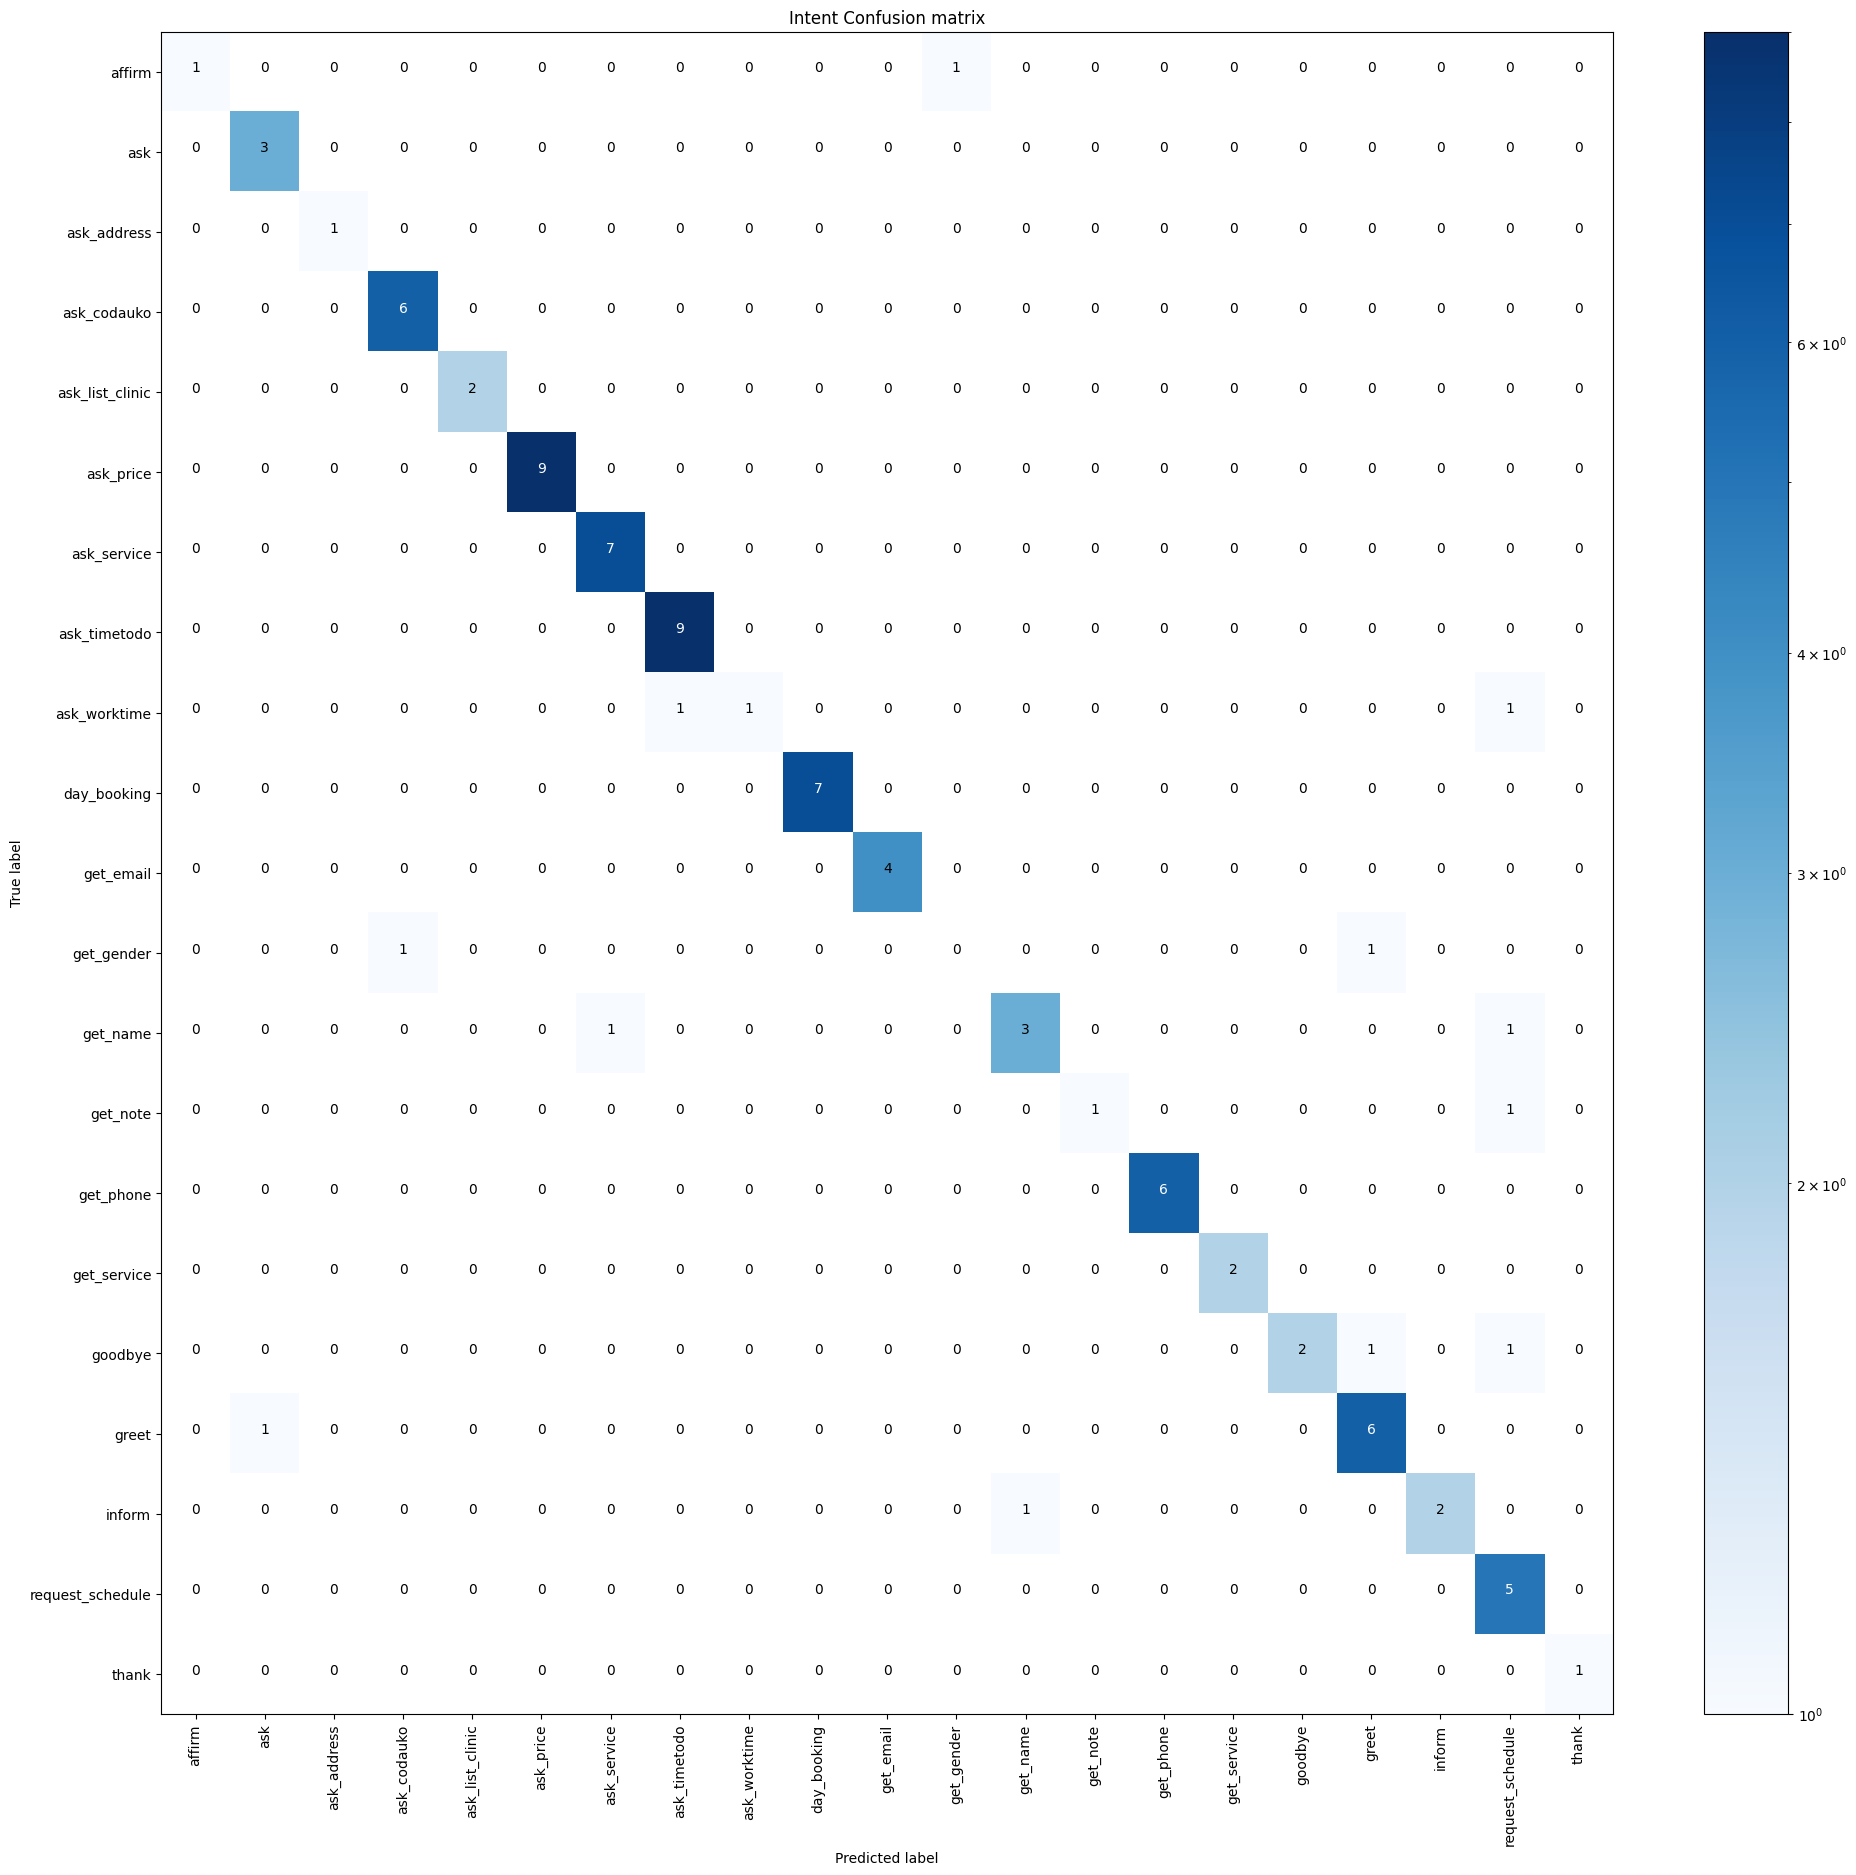 Intent Confusion matrix
affirm 1 0 0 0 0 0 0 0 0 0 0 1 0 0 0 0 0 0 0 0 0
ask 0 3 0 0 0 0 0 0 0 0 0 0 0 0 0 0 0 0 0 0 0
ask_address 0 0 1 0 0 0 0 0 0 0 0 0 0 0 0 0 0 0 0 0 0
ask_codauko 0 0 0 6 0 0 0 0 0 0 0 0 0 0 0 0 0 0 0 0 0
ask_list_clinic 0 0 0 0 2 0 0 0 0 0 0 0 0 0 0 0 0 0 0 0 0
ask_price 0 0 0 0 0 9 0 0 0 0 0 0 0 0 0 0 0 0 0 0 0
ask_service 0 0 0 0 0 0 7 0 0 0 0 0 0 0 0 0 0 0 0 0 0
ask_timetodo 0 0 0 0 0 0 0 9 0 0 0 0 0 0 0 0 0 0 0 0 0
ask_worktime 0 0 0 0 0 0 0 1 1 0 0 0 0 0 0 0 0 0 0 1 0
day_booking 0 0 0 0 0 0 0 0 0 7 0 0 0 0 0 0 0 0 0 0 0
get_email 0 0 0 0 0 0 0 0 0 0 4 0 0 0 0 0 0 0 0 0 0
get_gender 0 0 0 1 0 0 0 0 0 0 0 0 0 0 0 0 0 1 0 0 0
get_name 0 0 0 0 0 0 1 0 0 0 0 0 3 0 0 0 0 0 0 1 0
get_note 0 0 0 0 0 0 0 0 0 0 0 0 0 1 0 0 0 0 0 1 0
get_phone 0 0 0 0 0 0 0 0 0 0 0 0 0 0 6 0 0 0 0 0 0
get_service 0 0 0 0 0 0 0 0 0 0 0 0 0 0 0 2 0 0 0 0 0
goodbye 0 0 0 0 0 0 0 0 0 0 0 0 0 0 0 0 2 1 0 1 0
greet 0 1 0 0 0 0 0 0 0 0 0 0 0 0 0 0 0 6 0 0 0
inform 0 0 0 0 0 0 0 0 0 0 0 0 1 0 0 0 0 0 2 0 0
request_schedule 0 0 0 0 0 0 0 0 0 0 0 0 0 0 0 0 0 0 0 5 0
thank 0 0 0 0 0 0 0 0 0 0 0 0 0 0 0 0 0 0 0 0 1
True label
affirm
ask
ask_address
ask_codauko
ask_list_clinic
ask_price
ask_service
ask_timetodo
ask_worktime
day_booking
get_email
get_gender
get_name
get_note
get_phone
get_service
goodbye
greet
inform
request_schedule
thank
Predicted label
6 × 10⁰
4 × 10⁰
3 × 10⁰
2 × 10⁰
10⁰